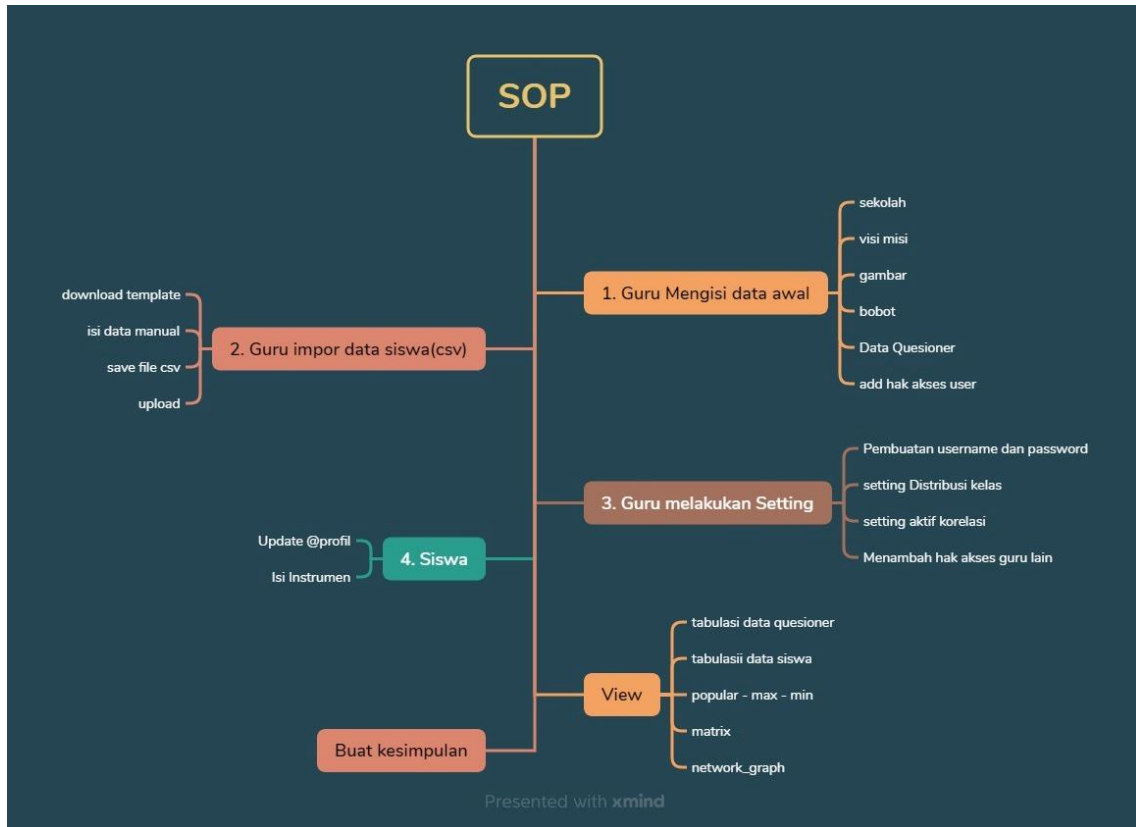 SOP
1. Guru Mengisi data awal
sekolah
visi misi
gambar
bobot
Data Quesioner
add hak akses user
2. Guru impor data siswa(csv)
download template
isi data manual
save file csv
upload
3. Guru melakukan Setting
Pembuatan username dan password
setting Distribusi kelas
setting aktif korelasi
Menambah hak akses guru lain
4. Siswa
Update @profil
Isi Instrumen
View
tabulasi data quesioner
tabulasii data siswa
popular - max - min
matrix
network_graph
Buat kesimpulan
Presented with xmind